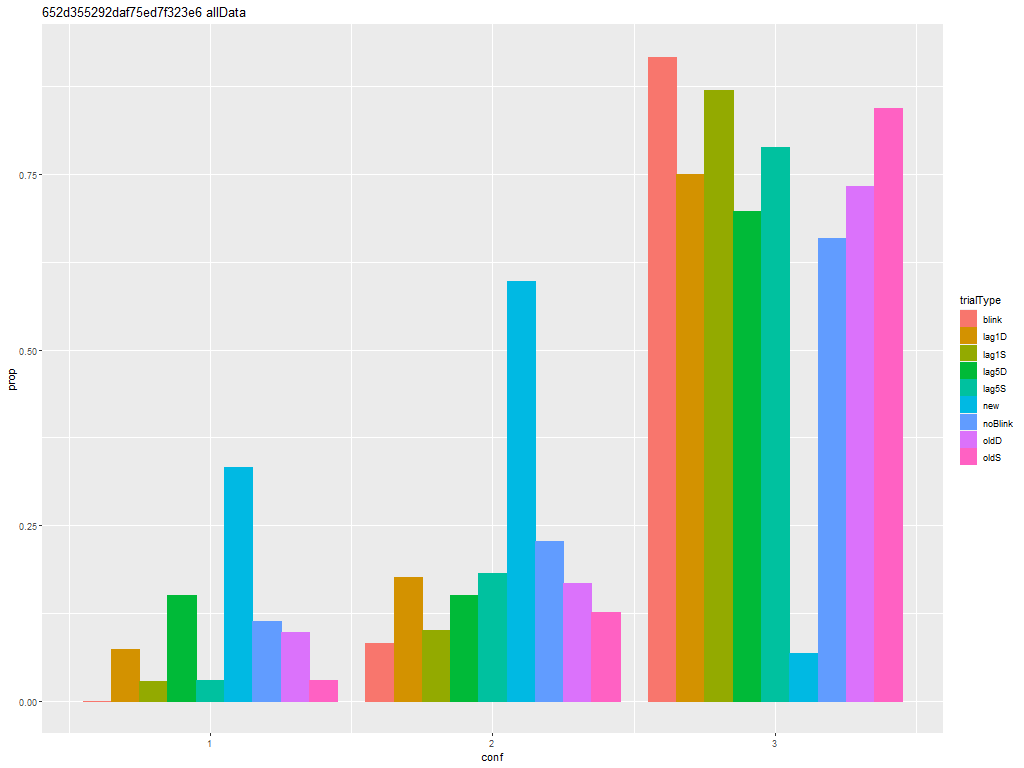 652d355292daf75ed7f323e6 allData
0.75
0.50
0.25
0.00
prop
1
2
3
conf
trialType
blink
lag1D
lag1S
lag5D
lag5S
new
noBlink
oldD
oldS